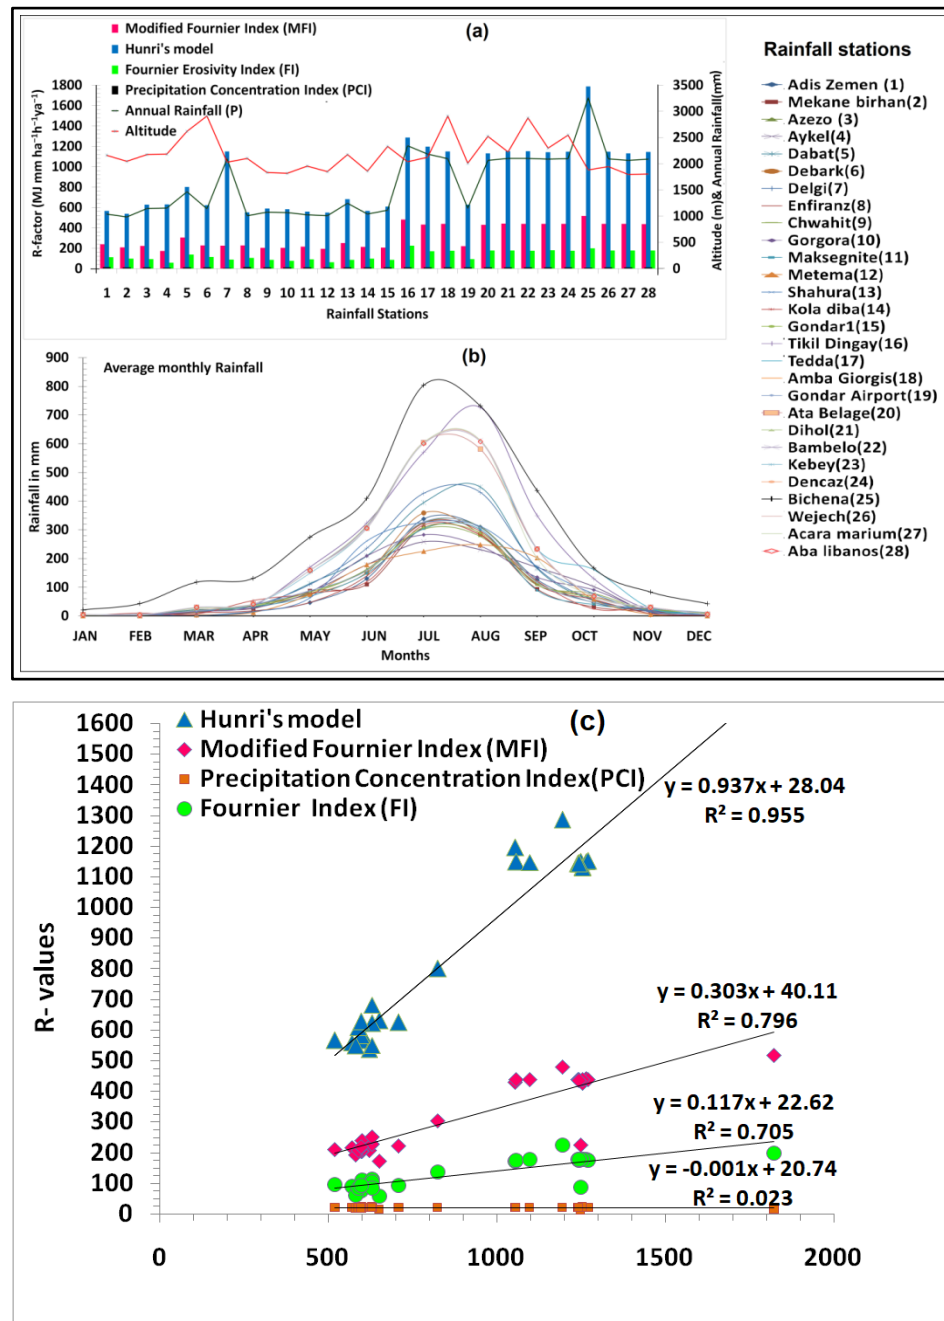 (a)
Modified Fournier Index (MFI)
Hunri's model
Fournier Erosivity Index (FI)
Precipitation Concentration Index (PCI)
Annual Rainfall (P)
Altitude
R-factor (MJ mm ha⁻¹h⁻¹ya⁻¹)
1800
1600
1400
1200
1000
800
600
400
200
0
3500
3000
2500
2000
1500
1000
500
0
Altitude (m)& Annual Rainfall(mm)
1 2 3 4 5 6 7 8 9 10 11 12 13 14 15 16 17 18 19 20 21 22 23 24 25 26 27 28
Rainfall Stations
Rainfall stations
Adis Zemen (1)
Mekane birhan(2)
Azezo (3)
Aykel(4)
Dabat(5)
Debark(6)
Delgi(7)
Enfiranz(8)
Chwahit(9)
Gorgora(10)
Maksegnite(11)
Metema(12)
Shahura(13)
Kola diba(14)
Gondar1(15)
Tikil Dingay(16)
Tedda(17)
Amba Giorgis(18)
Gondar Airport(19)
Ata Belage(20)
Dihol(21)
Bambelo(22)
Kebey(23)
Dencaz(24)
Bichena(25)
Wejech(26)
Acara marium(27)
Aba libanos(28)
(b)
Average monthly Rainfall
Rainfall in mm
900
800
700
600
500
400
300
200
100
0
JAN FEB MAR APR MAY JUN JUL AUG SEP OCT NOV DEC
Months
(c)
Hunri's model
Modified Fournier Index (MFI)
Precipitation Concentration Index(PCI)
Fournier Index (FI)
R- values
1600
1500
1400
1300
1200
1100
1000
900
800
700
600
500
400
300
200
100
0
y = 0.937x + 28.04
R² = 0.955
y = 0.303x + 40.11
R² = 0.796
y = 0.117x + 22.62
R² = 0.705
y = -0.001x + 20.74
R² = 0.023
0 500 1000 1500 2000